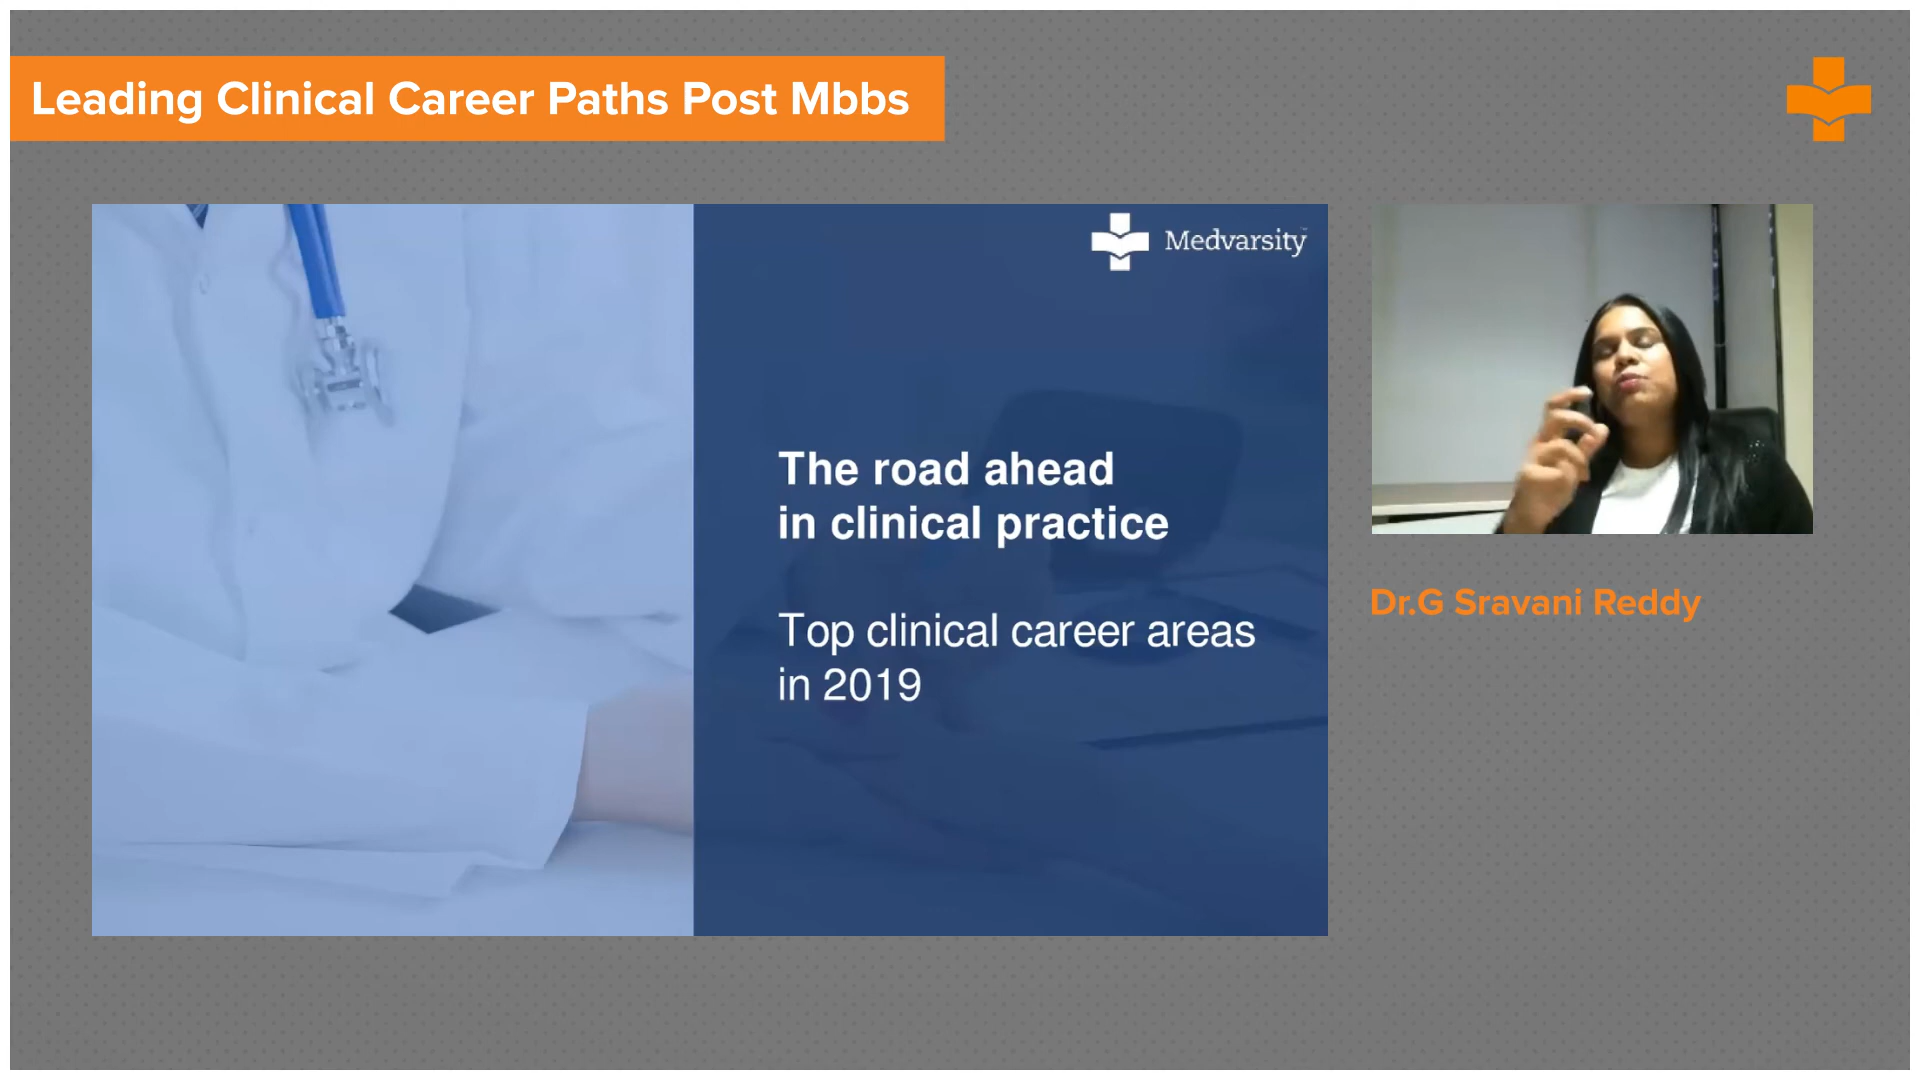 Leading Clinical Career Paths Post Mbbs
Medvarsity
The road ahead
in clinical practice
Top clinical career areas
in 2019
Dr.G Sravani Reddy